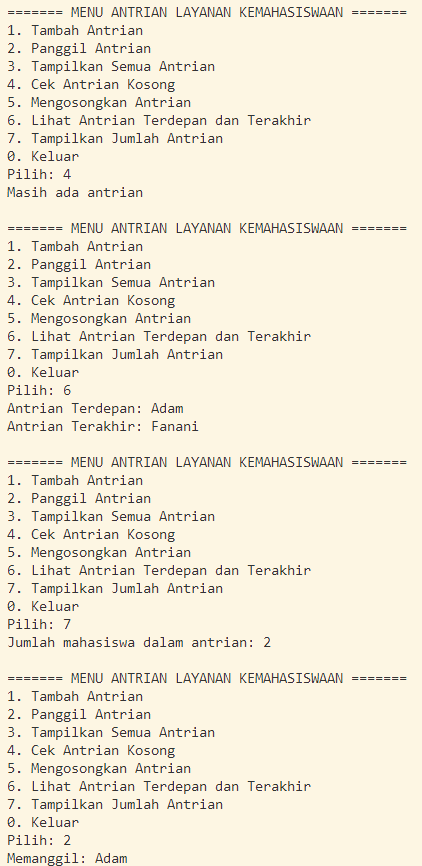 ======= MENU ANTRIAN LAYANAN KEMAHASISWAAN =======
1. Tambah Antrian
2. Panggil Antrian
3. Tampilkan Semua Antrian
4. Cek Antrian Kosong
5. Mengosongkan Antrian
6. Lihat Antrian Terdepan dan Terakhir
7. Tampilkan Jumlah Antrian
0. Keluar
Pilih: 4
Masih ada antrian

======= MENU ANTRIAN LAYANAN KEMAHASISWAAN =======
1. Tambah Antrian
2. Panggil Antrian
3. Tampilkan Semua Antrian
4. Cek Antrian Kosong
5. Mengosongkan Antrian
6. Lihat Antrian Terdepan dan Terakhir
7. Tampilkan Jumlah Antrian
0. Keluar
Pilih: 6
Antrian Terdepan: Adam
Antrian Terakhir: Fanani

======= MENU ANTRIAN LAYANAN KEMAHASISWAAN =======
1. Tambah Antrian
2. Panggil Antrian
3. Tampilkan Semua Antrian
4. Cek Antrian Kosong
5. Mengosongkan Antrian
6. Lihat Antrian Terdepan dan Terakhir
7. Tampilkan Jumlah Antrian
0. Keluar
Pilih: 7
Jumlah mahasiswa dalam antrian: 2

======= MENU ANTRIAN LAYANAN KEMAHASISWAAN =======
1. Tambah Antrian
2. Panggil Antrian
3. Tampilkan Semua Antrian
4. Cek Antrian Kosong
5. Mengosongkan Antrian
6. Lihat Antrian Terdepan dan Terakhir
7. Tampilkan Jumlah Antrian
0. Keluar
Pilih: 2
Memanggil: Adam